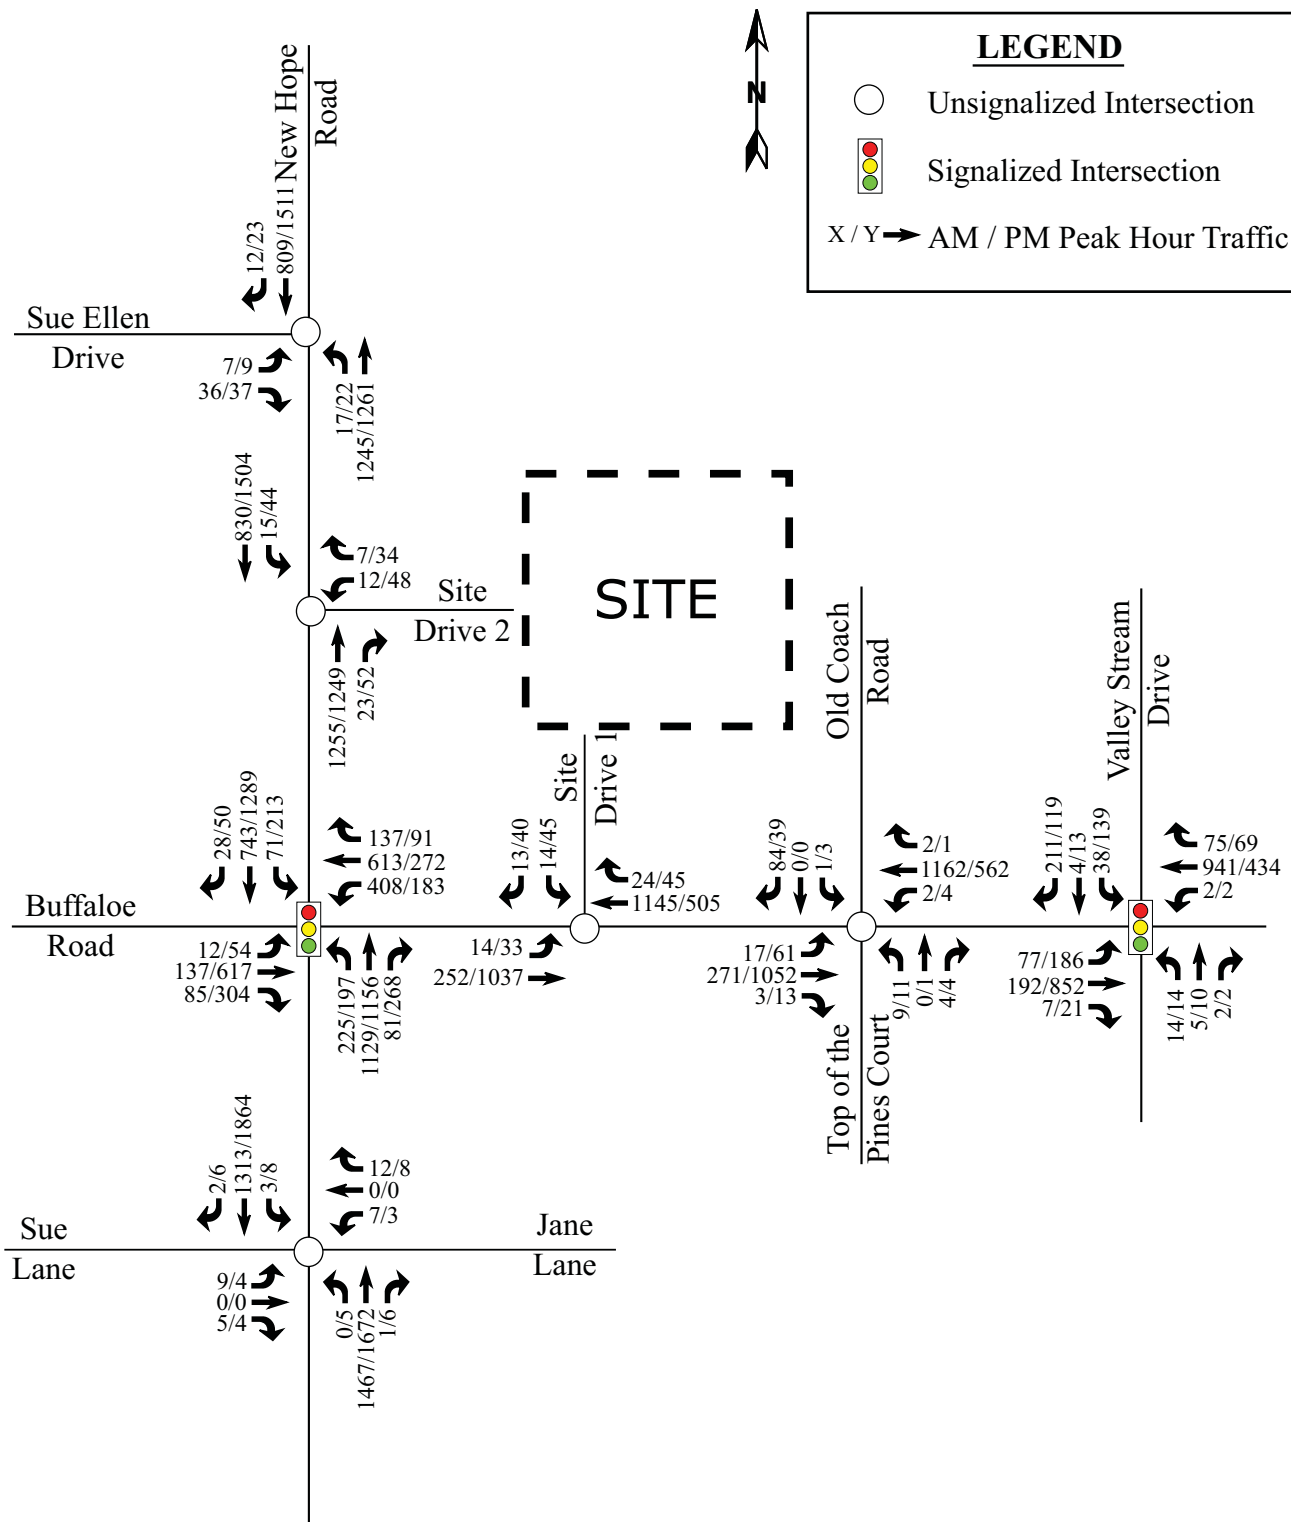 LEGEND
Unsignalized Intersection
Signalized Intersection
X / Y AM / PM Peak Hour Traffic
N
New Hope
Road
12/23
809/1511
Sue Ellen
Drive
7/9
36/37
17/22
1245/1261
830/1504
15/44
7/34
12/48
Site
Drive 2
1255/1249
23/52
SITE
Site
Drive 1
Old Coach
Road
Valley Stream
Drive
28/50
743/1289
71/213
137/91
613/272
408/183
Buffaloe
Road
12/54
137/617
85/304
225/197
1129/1156
81/268
13/40
14/45
24/45
1145/505
14/33
252/1037
84/39
0/0
1/3
2/1
1162/562
2/4
17/61
271/1052
3/13
9/11
0/1
4/4
Top of the
Pines Court
211/119
4/13
38/139
75/69
941/434
2/2
77/186
192/852
7/21
14/14
5/10
2/2
2/6
1313/1864
3/8
12/8
0/0
7/3
Sue
Lane
Jane
Lane
9/4
0/0
5/4
0/5
1467/1672
1/6